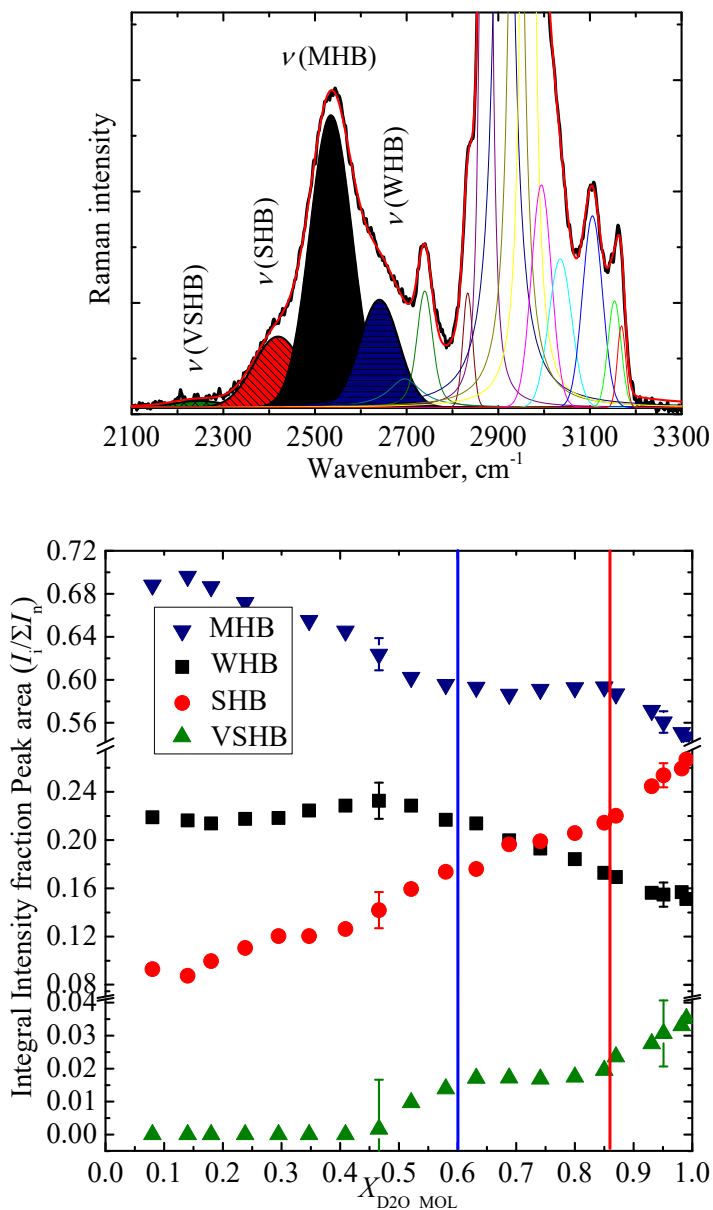 ν(MHB)
ν(WHB)
ν(SHB)
ν(VSHB)
Raman intensity
2100 2300 2500 2700 2900 3100 3300
Wavenumber, cm-1
0.72
0.68
0.64
0.60
0.56
0.24
0.20
0.16
0.12
0.08
0.04
0.03
0.02
0.01
0.00
Integral Intensity fraction Peak area (Ii/ΣIn)
MHB
WHB
SHB
VSHB
0.0 0.1 0.2 0.3 0.4 0.5 0.6 0.7 0.8 0.9 1.0
XD2O_MOL